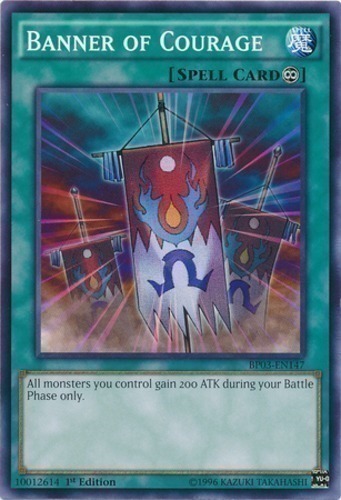 BANNER OF COURAGE
魔
[SPELL CARD]
BP03-EN147
All monsters you control gain 200 ATK during your Battle
Phase only.
10012614 1st Edition ©1996 KAZUKI TAKAHASHI